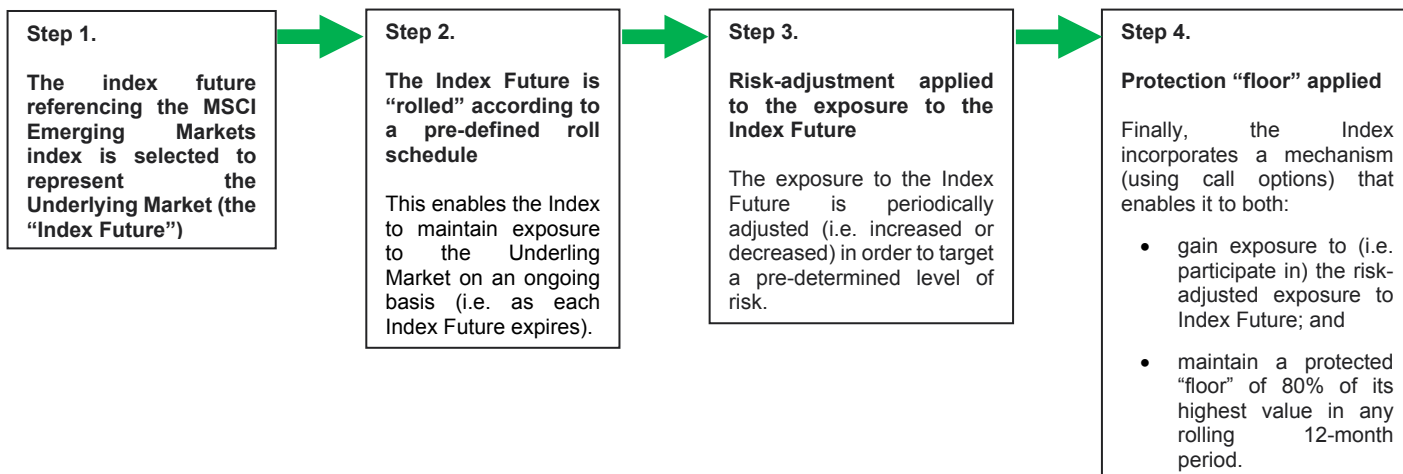 Step 1.
The index future
referencing the MSCI
Emerging Markets
index is selected to
represent the
Underlying Market (the
“Index Future”)
Step 2.
The Index Future is
“rolled” according to
a pre-defined roll
schedule
This enables the Index
to maintain exposure
to the Underling
Market on an ongoing
basis (i.e. as each
Index Future expires).
Step 3.
Risk-adjustment applied
to the exposure to the
Index Future
The exposure to the Index
Future is periodically
adjusted (i.e. increased or
decreased) in order to target
a pre-determined level of
risk.
Step 4.
Protection “floor” applied
Finally, the Index
incorporates a mechanism
(using call options) that
enables it to both:
• gain exposure to (i.e.
participate in) the risk-
adjusted exposure to
Index Future; and
• maintain a protected
“floor” of 80% of its
highest value in any
rolling 12-month
period.